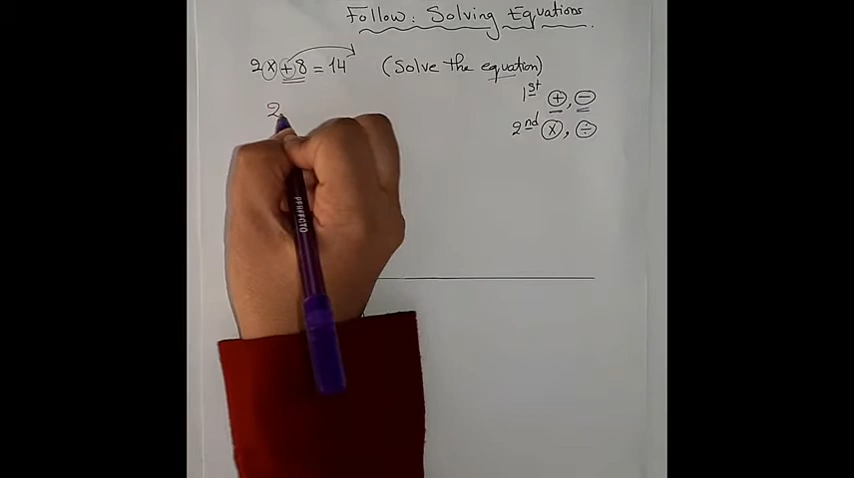 Follow: Solving Equations.
2x + 8 = 14 (Solve the equation)
1st +, -
2nd x, ÷
2
PERFECTO